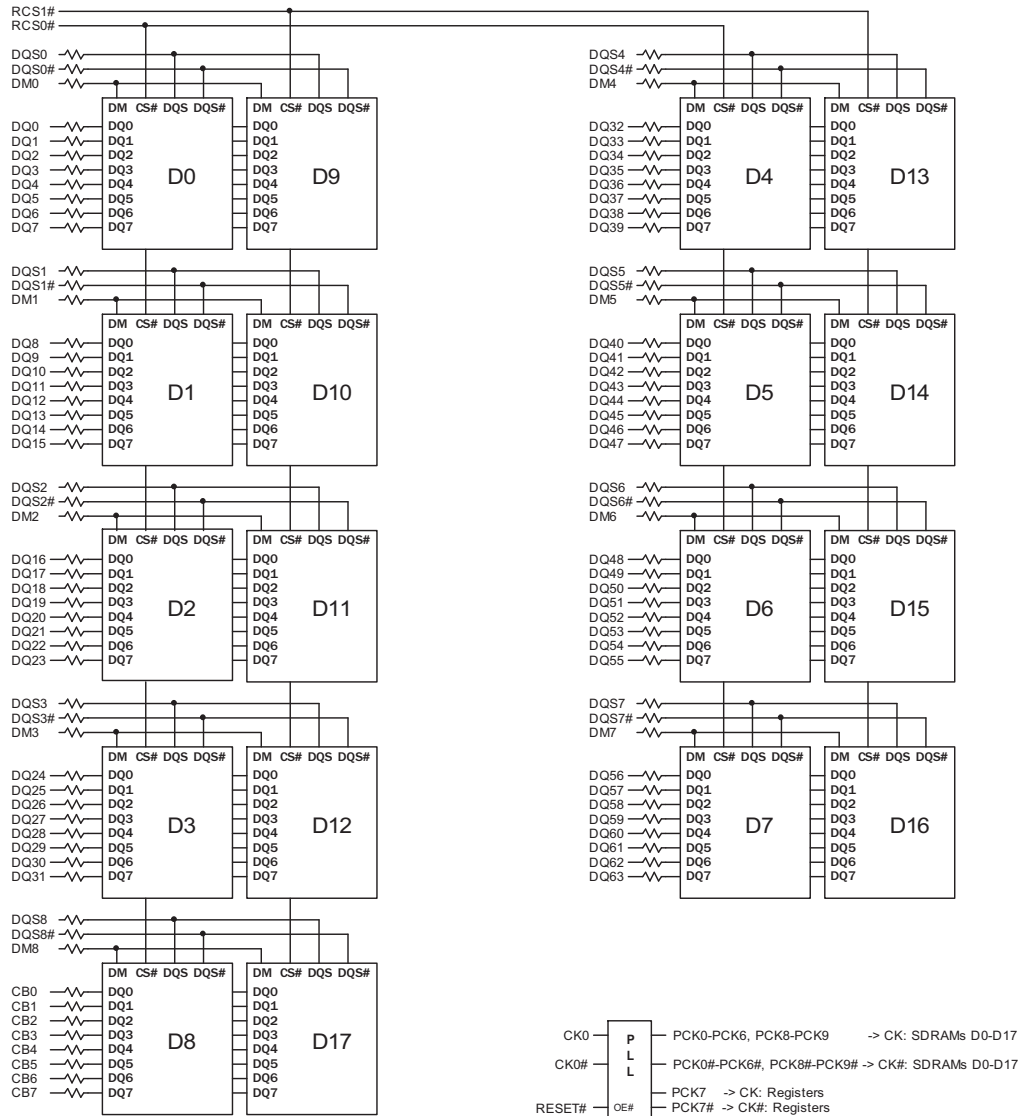 RCS1#
RCS0#
DQS0
DQS0#
DM0
DM CS# DQS DQS#
DM CS# DQS DQS#
DQ0 DQ0 DQ0
DQ1 DQ1 DQ1
DQ2 DQ2 DQ2
DQ3 DQ3 DQ3
DQ4 DQ4 DQ4
DQ5 DQ5 DQ5
DQ6 DQ6 DQ6
DQ7 DQ7 DQ7
D0
D9
DQS1
DQS1#
DM1
DM CS# DQS DQS#
DM CS# DQS DQS#
DQ8 DQ0 DQ0
DQ9 DQ1 DQ1
DQ10 DQ2 DQ2
DQ11 DQ3 DQ3
DQ12 DQ4 DQ4
DQ13 DQ5 DQ5
DQ14 DQ6 DQ6
DQ15 DQ7 DQ7
D1
D10
DQS2
DQS2#
DM2
DM CS# DQS DQS#
DM CS# DQS DQS#
DQ16 DQ0 DQ0
DQ17 DQ1 DQ1
DQ18 DQ2 DQ2
DQ19 DQ3 DQ3
DQ20 DQ4 DQ4
DQ21 DQ5 DQ5
DQ22 DQ6 DQ6
DQ23 DQ7 DQ7
D2
D11
DQS3
DQS3#
DM3
DM CS# DQS DQS#
DM CS# DQS DQS#
DQ24 DQ0 DQ0
DQ25 DQ1 DQ1
DQ26 DQ2 DQ2
DQ27 DQ3 DQ3
DQ28 DQ4 DQ4
DQ29 DQ5 DQ5
DQ30 DQ6 DQ6
DQ31 DQ7 DQ7
D3
D12
DQS8
DQS8#
DM8
DM CS# DQS DQS#
DM CS# DQS DQS#
CB0 DQ0 DQ0
CB1 DQ1 DQ1
CB2 DQ2 DQ2
CB3 DQ3 DQ3
CB4 DQ4 DQ4
CB5 DQ5 DQ5
CB6 DQ6 DQ6
CB7 DQ7 DQ7
D8
D17
DQS4
DQS4#
DM4
DM CS# DQS DQS#
DM CS# DQS DQS#
DQ32 DQ0 DQ0
DQ33 DQ1 DQ1
DQ34 DQ2 DQ2
DQ35 DQ3 DQ3
DQ36 DQ4 DQ4
DQ37 DQ5 DQ5
DQ38 DQ6 DQ6
DQ39 DQ7 DQ7
D4
D13
DQS5
DQS5#
DM5
DM CS# DQS DQS#
DM CS# DQS DQS#
DQ40 DQ0 DQ0
DQ41 DQ1 DQ1
DQ42 DQ2 DQ2
DQ43 DQ3 DQ3
DQ44 DQ4 DQ4
DQ45 DQ5 DQ5
DQ46 DQ6 DQ6
DQ47 DQ7 DQ7
D5
D14
DQS6
DQS6#
DM6
DM CS# DQS DQS#
DM CS# DQS DQS#
DQ48 DQ0 DQ0
DQ49 DQ1 DQ1
DQ50 DQ2 DQ2
DQ51 DQ3 DQ3
DQ52 DQ4 DQ4
DQ53 DQ5 DQ5
DQ54 DQ6 DQ6
DQ55 DQ7 DQ7
D6
D15
DQS7
DQS7#
DM7
DM CS# DQS DQS#
DM CS# DQS DQS#
DQ56 DQ0 DQ0
DQ57 DQ1 DQ1
DQ58 DQ2 DQ2
DQ59 DQ3 DQ3
DQ60 DQ4 DQ4
DQ61 DQ5 DQ5
DQ62 DQ6 DQ6
DQ63 DQ7 DQ7
D7
D16
CK0
CK0#
RESET#
PLL
OE#
PCK0-PCK6, PCK8-PCK9 -> CK: SDRAMs D0-D17
PCK0#-PCK6#, PCK8#-PCK9# -> CK#: SDRAMs D0-D17
PCK7 -> CK: Registers
PCK7# -> CK#: Registers